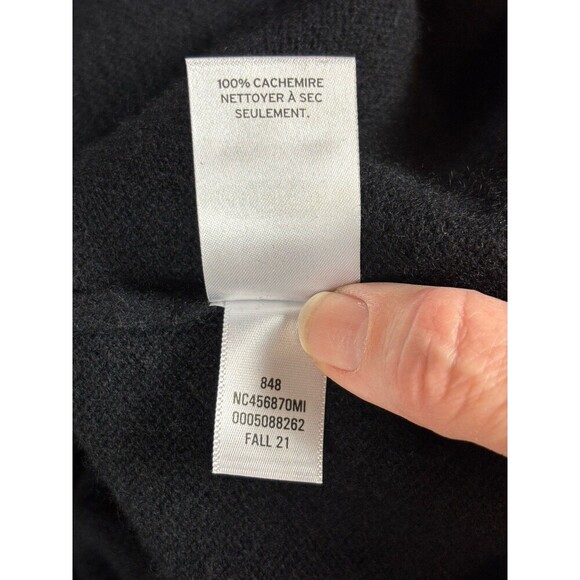 100% CACHEMIRE
NETTOYER À SEC
SEULEMENT.
848
NC456870MI
0005088262
FALL 21